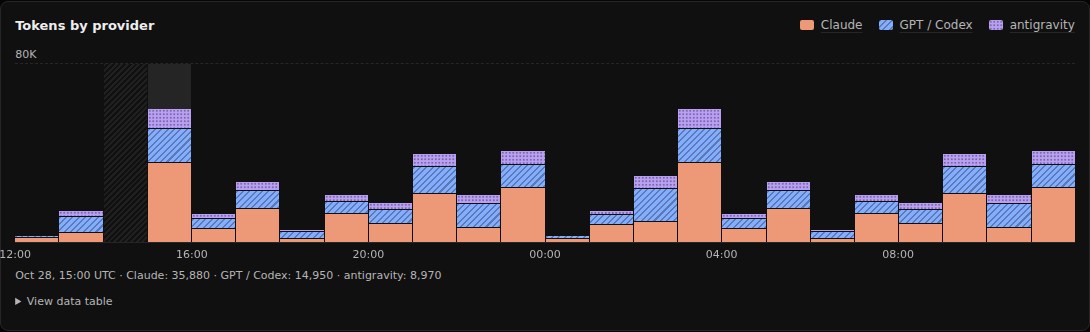 Tokens by provider
Claude
GPT / Codex
antigravity
80K
12:00
16:00
20:00
00:00
04:00
08:00
Oct 28, 15:00 UTC · Claude: 35,880 · GPT / Codex: 14,950 · antigravity: 8,970
View data table